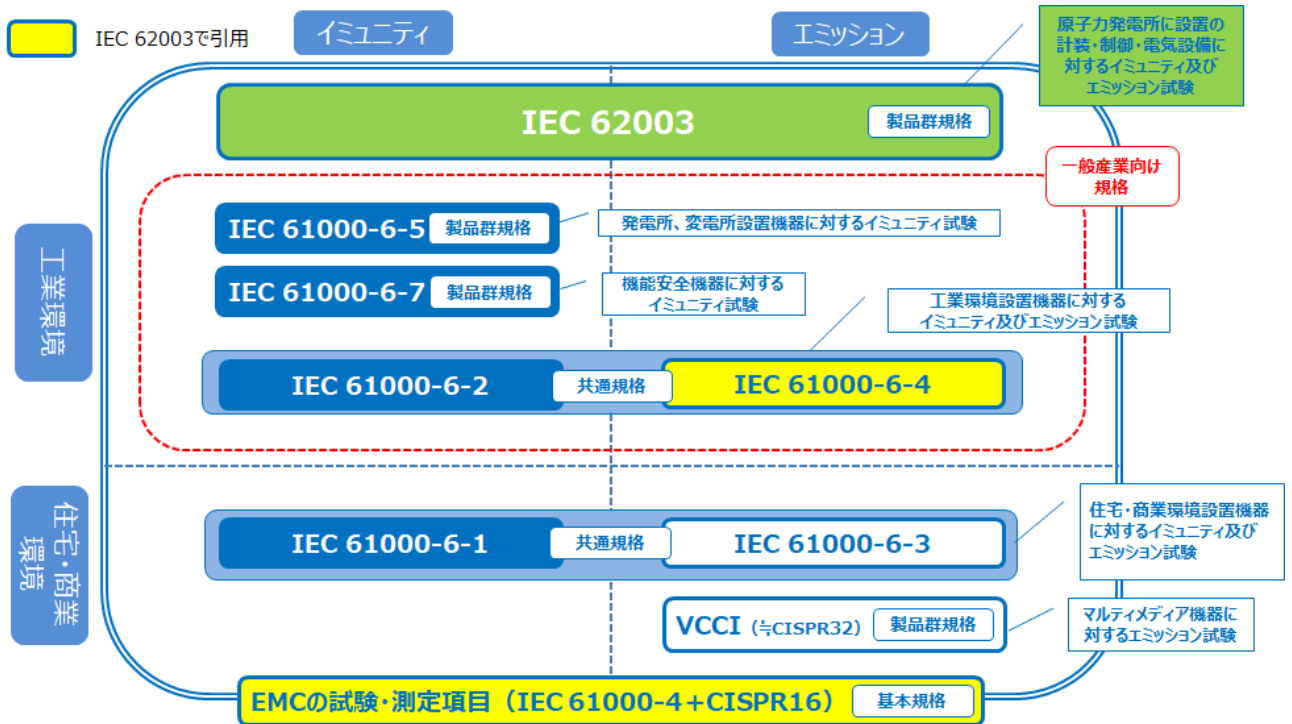 IEC 62003で引用
イミュニティ
エミッション
原子力発電所に設置の
計装・制御・電気設備に
対するイミュニティ及び
エミッション試験
IEC 62003
製品群規格
一般産業向け
規格
工業環境
IEC 61000-6-5
製品群規格
発電所、変電所設置機器に対するイミュニティ試験
IEC 61000-6-7
製品群規格
機能安全機器に対する
イミュニティ試験
工業環境設置機器に対する
イミュニティ及びエミッション試験
IEC 61000-6-2
共通規格
IEC 61000-6-4
住宅・商業
環境
IEC 61000-6-1
共通規格
IEC 61000-6-3
住宅・商業環境設置機器
に対するイミュニティ及び
エミッション試験
VCCI（≒CISPR32）
製品群規格
マルティメディア機器に
対するエミッション試験
EMCの試験・測定項目（IEC 61000-4+CISPR16）
基本規格